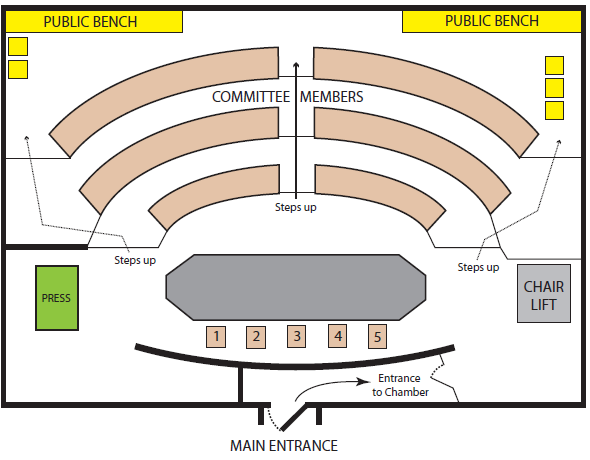 PUBLIC BENCH
PUBLIC BENCH
COMMITTEE MEMBERS
Steps up
Steps up
Steps up
PRESS
CHAIR
LIFT
1 2 3 4 5
Entrance
to Chamber
MAIN ENTRANCE